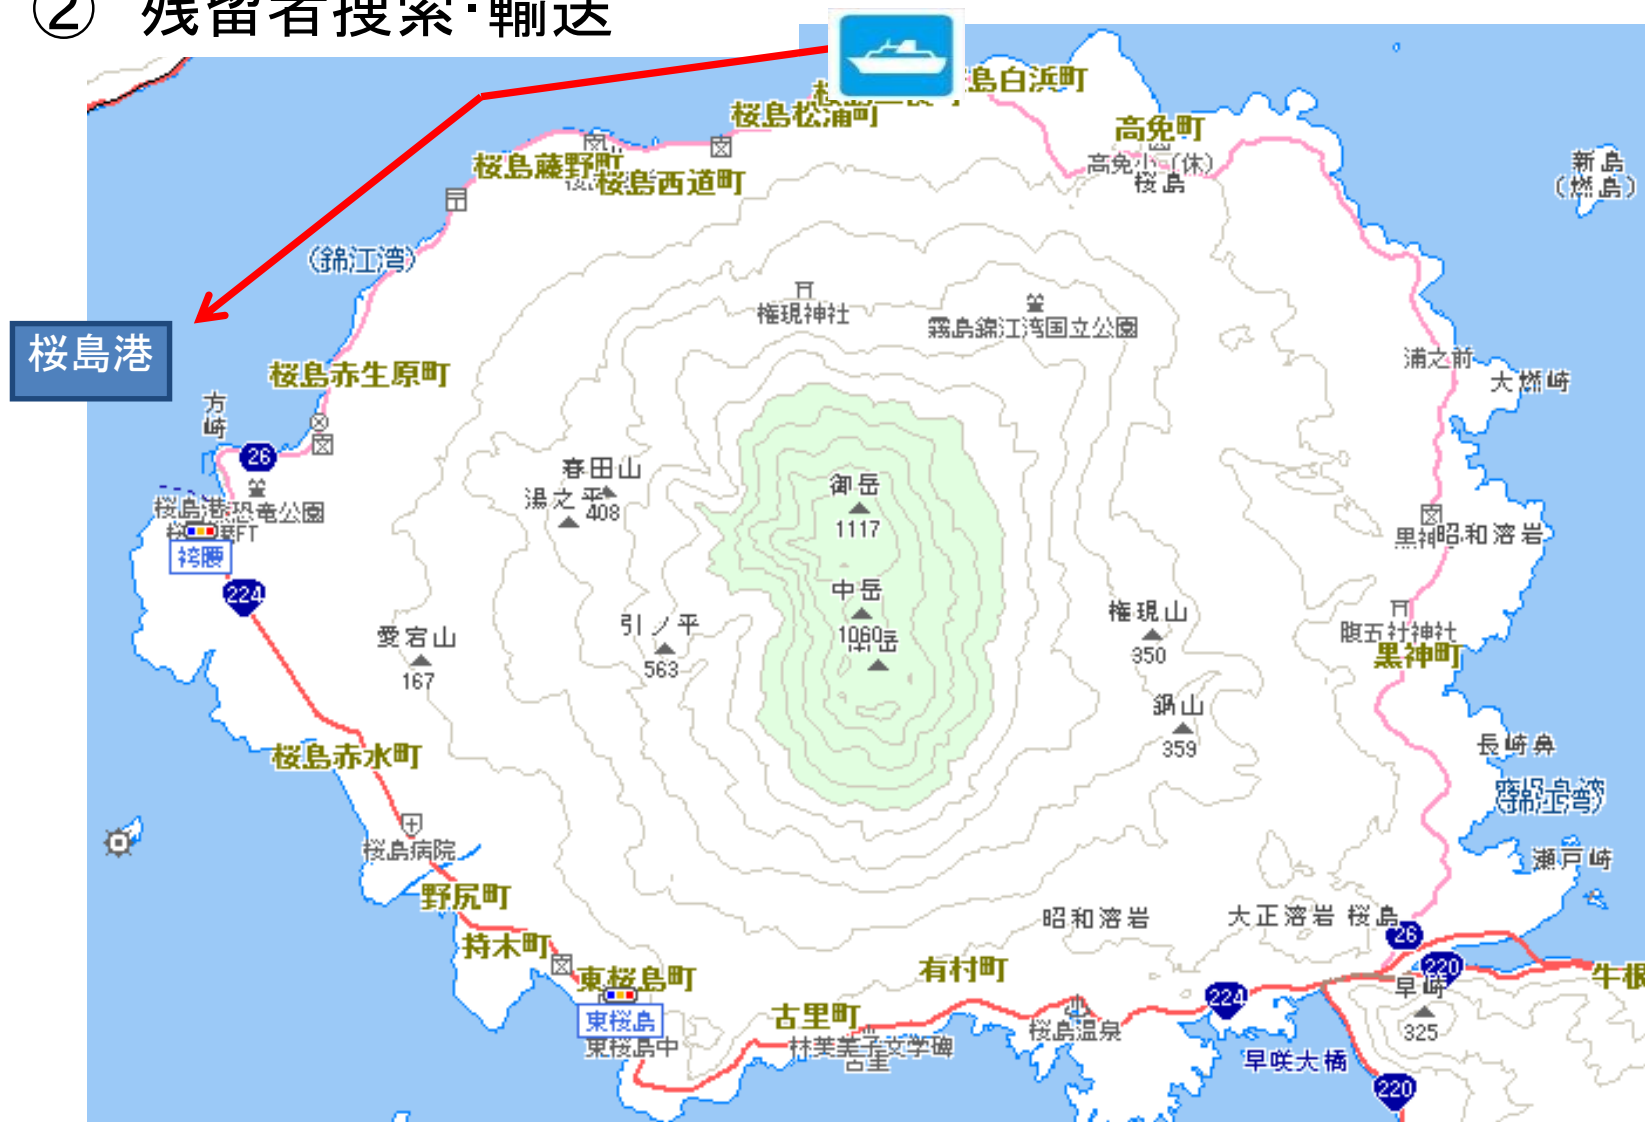 ② 残留者捜索・輸送
島白浜町
桜島松浦町
高免町
高免小(休)
桜島
桜島藤野町
桜島西道町
新島
(燃島)
(錦江湾)
権現神社
霧島錦江湾国立公園
桜島港
桜島赤生原町
浦之前
大燃崎
方崎
26
春田山
湯之平
408
御岳
1117
桜島港
恐竜公園
昭和溶岩
袴腰
224
中岳
1060
権現山
350
引ノ平
563
愛宕山
167
腹五社神社
黒神町
鍋山
359
長崎鼻
桜島赤水町
(錦江湾)
桜島病院
瀬戸崎
野尻町
昭和溶岩
大正溶岩
桜島
26
持木町
有村町
220
牛根
東桜島町
早崎
325
224
東桜島
東桜島中
古里町
林芙美子文学碑
古里
桜島温泉
早咲大橋
220